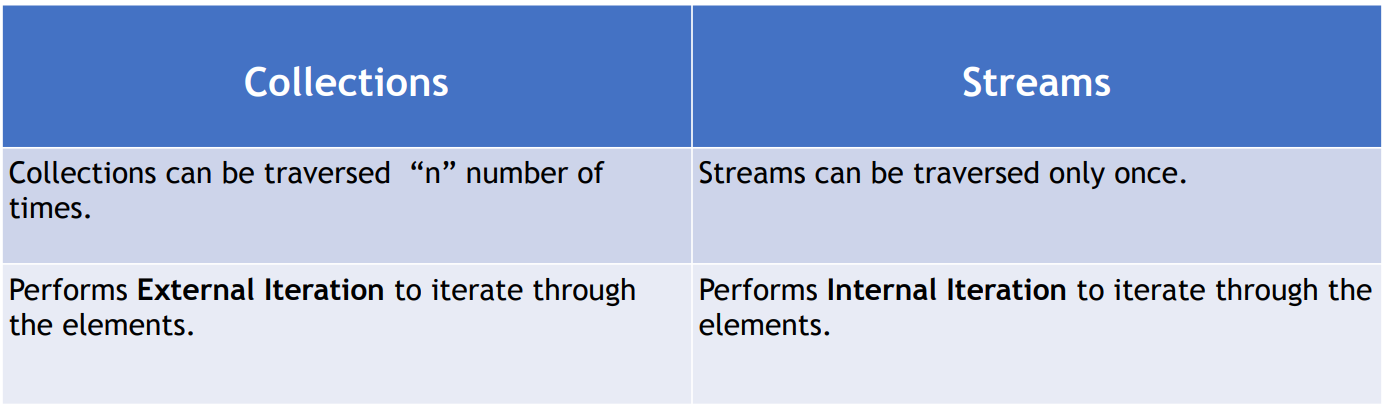 Collections
Streams
Collections can be traversed “n” number of
times.
Streams can be traversed only once.
Performs External Iteration to iterate through
the elements.
Performs Internal Iteration to iterate through the
elements.